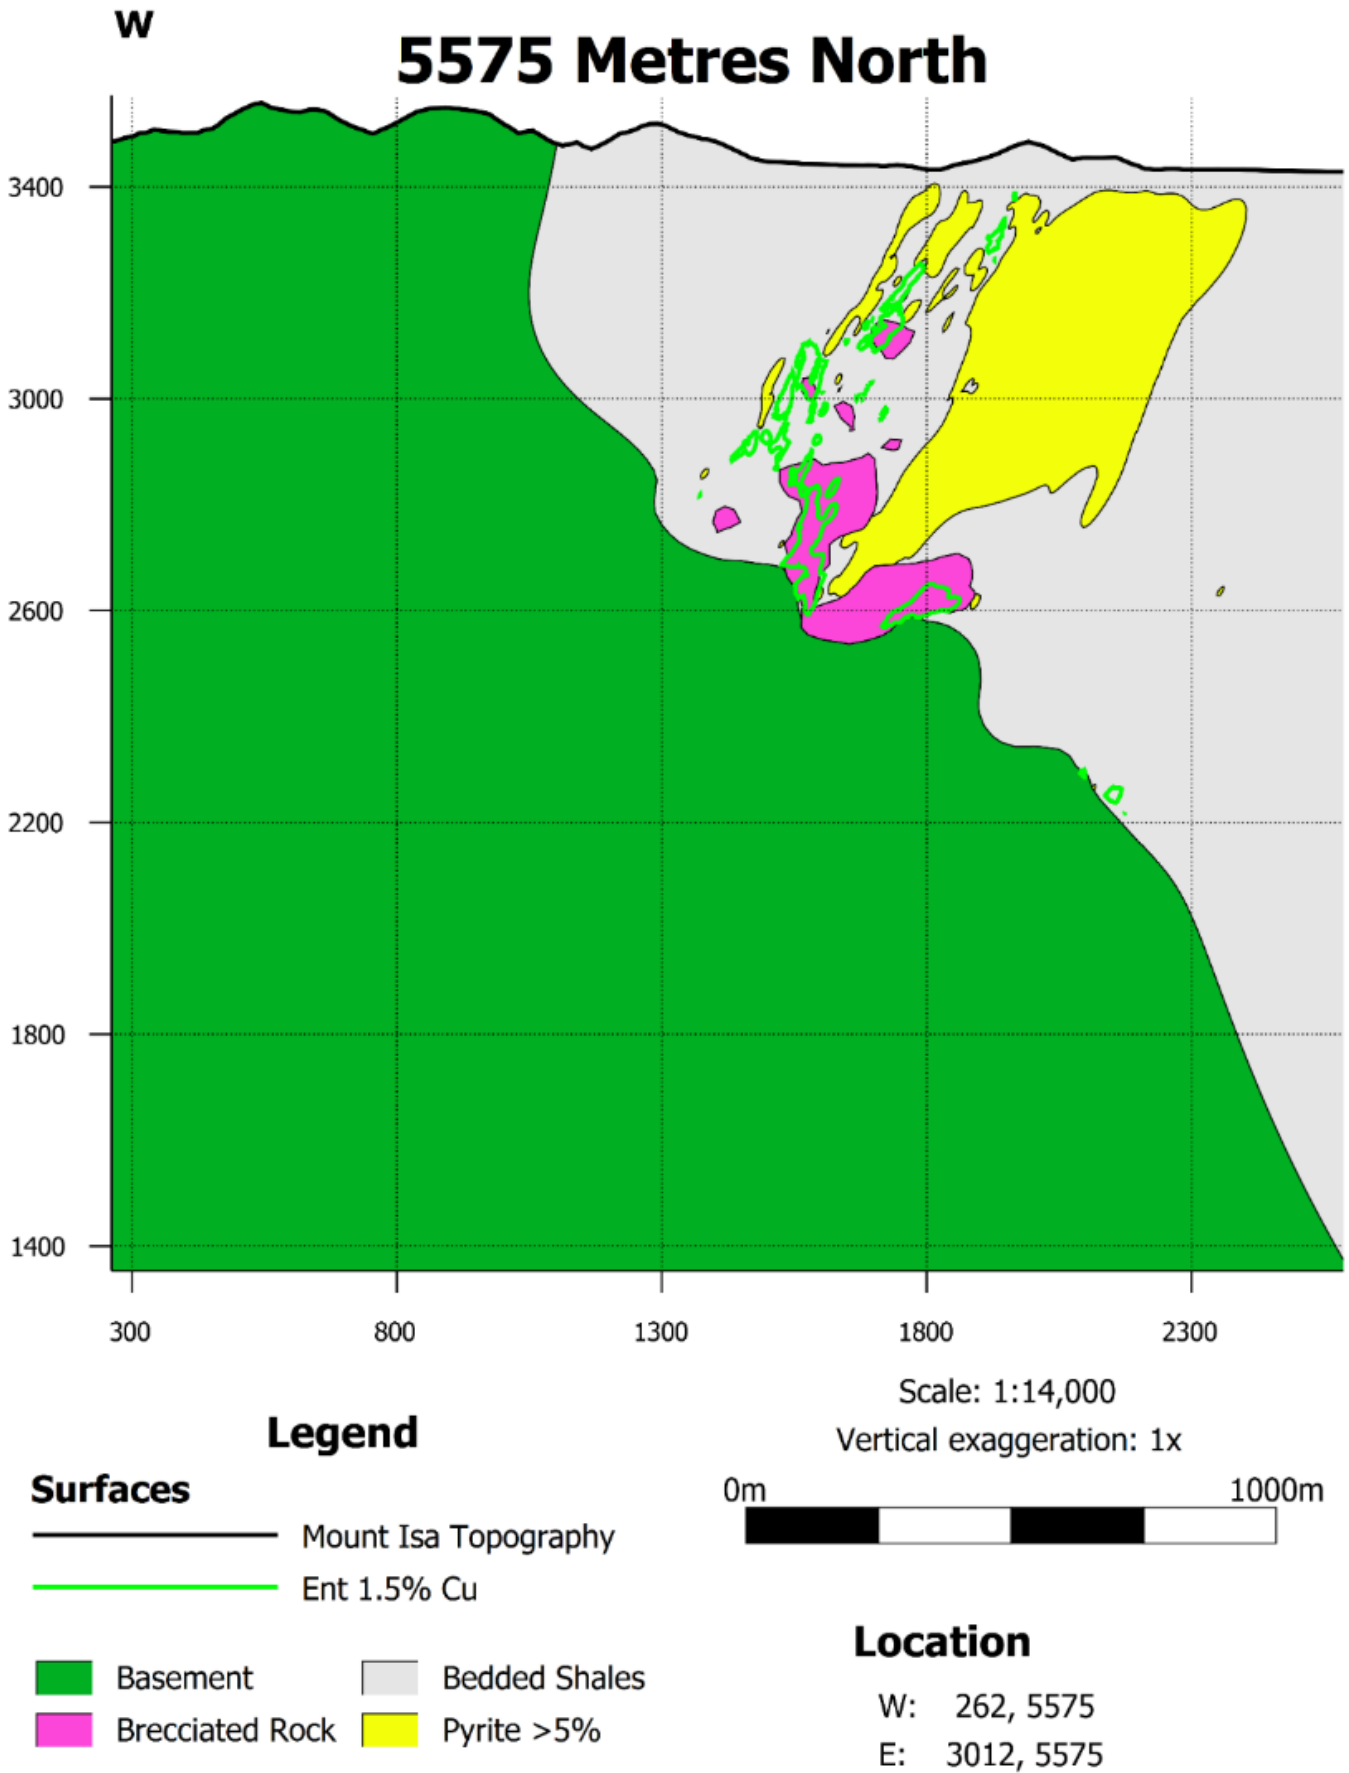 W
5575 Metres North
3400
3000
2600
2200
1800
1400
300 800 1300 1800 2300
Scale: 1:14,000
Vertical exaggeration: 1x
0m 1000m
Legend
Surfaces
Mount Isa Topography
Ent 1.5% Cu
Basement Bedded Shales
Brecciated Rock Pyrite >5%
Location
W: 262, 5575
E: 3012, 5575